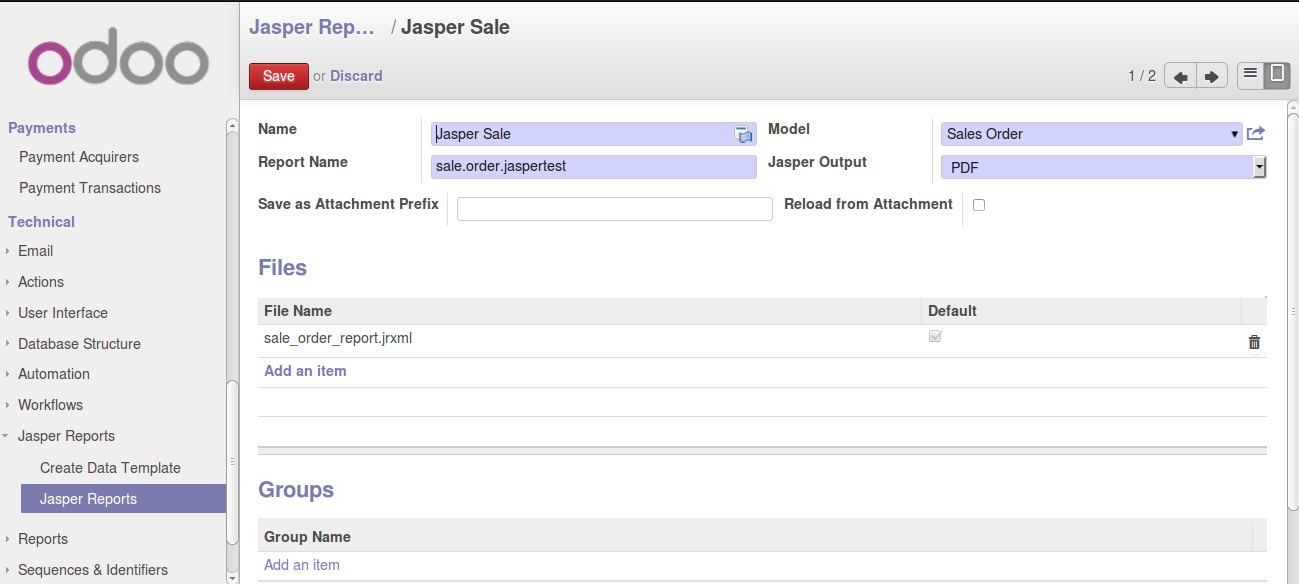 odoo
Payments
Payment Acquirers
Payment Transactions
Technical
Email
Actions
User Interface
Database Structure
Automation
Workflows
Jasper Reports
Create Data Template
Jasper Reports
Reports
Sequences & Identifiers
Jasper Rep... / Jasper Sale
Save or Discard 1 / 2
Name Jasper Sale Model Sales Order
Report Name sale.order.jaspertest Jasper Output PDF
Save as Attachment Prefix Reload from Attachment
Files
File Name Default
sale_order_report.jrxml
Add an item
Groups
Group Name
Add an item